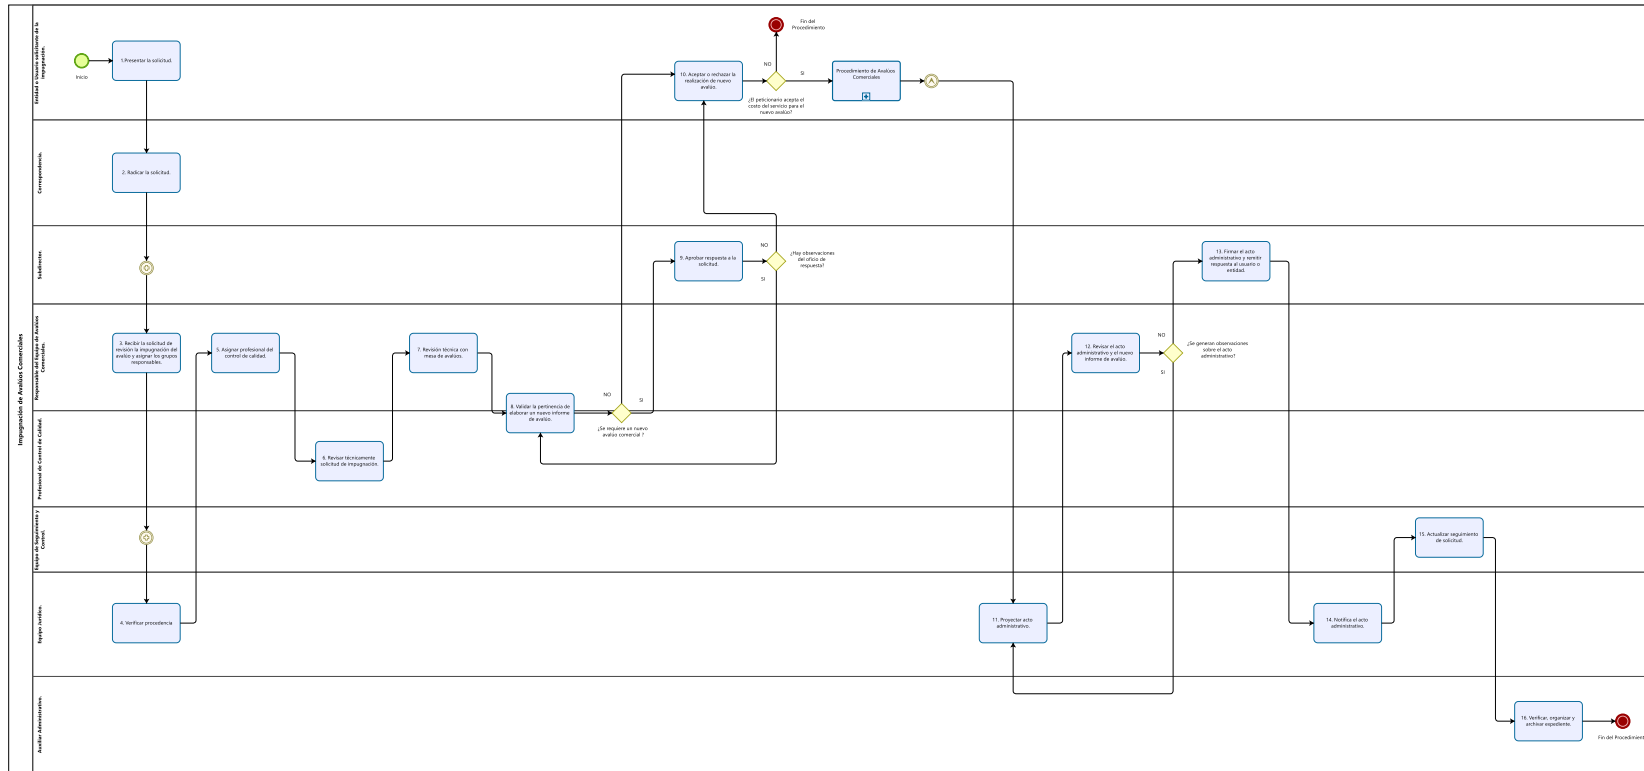 Impugnación de Avalúos Comerciales
Entidad o Usuario solicitante de la
impugnación.
Inicio
1.Presentar la solicitud.
10. Aceptar o rechazar la
realización de nuevo
avalúo.
Fin del
Procedimiento
NO
SI
¿El peticionario acepta el
costo del servicio para el
nuevo avalúo?
Procedimiento de Avalúos
Comerciales
Correspondencia.
2. Radicar la solicitud.
Subdirector.
9. Aprobar respuesta a la
solicitud.
NO
SI
¿Hay observaciones
del oficio de
respuesta?
13. Firmar el acto
administrativo y remitir
respuesta al usuario o
entidad.
Responsable del Equipo de Avalúos
Comerciales.
3. Recibir la solicitud de
revisión la impugnación del
avalúo y asignar los grupos
responsables.
5. Asignar profesional del
control de calidad.
7. Revisión técnica con
mesa de avalúos.
8. Validar la pertinencia de
elaborar un nuevo informe
de avalúo.
NO
SI
¿Se requiere un nuevo
avalúo comercial ?
12. Revisar el acto
administrativo y el nuevo
informe de avalúo.
NO
SI
¿Se generan observaciones
sobre el acto
administrativo?
Profesional de Control de Calidad.
6. Revisar técnicamente
solicitud de impugnación.
Equipo de Seguimiento y
Control.
15. Actualizar seguimiento
de solicitud.
Equipo Jurídico.
4. Verificar procedencia
11. Proyectar acto
administrativo.
14. Notifica el acto
administrativo.
Auxiliar Administrativo.
16. Verificar, organizar y
archivar expediente.
Fin del Procedimient